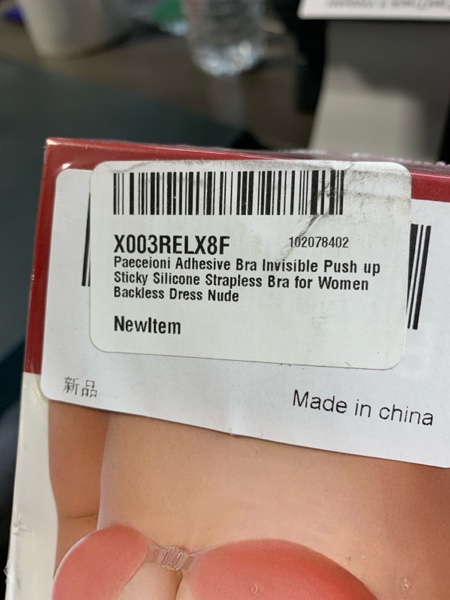 X003RELX8F 102078402
Paeceioni Adhesive Bra Invisible Push up
Sticky Silicone Strapless Bra for Women
Backless Dress Nude
NewItem
新品
Made in china